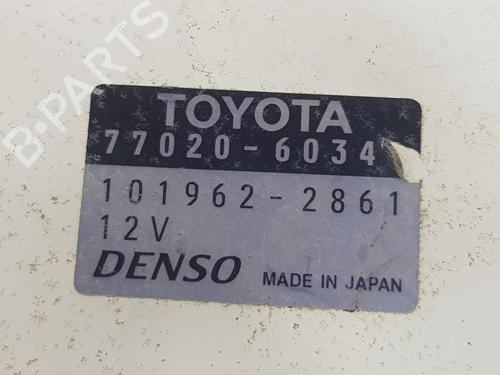 B-PARTS
TOYOTA
77020-6034
101962-2861
12V
DENSO MADE IN JAPAN